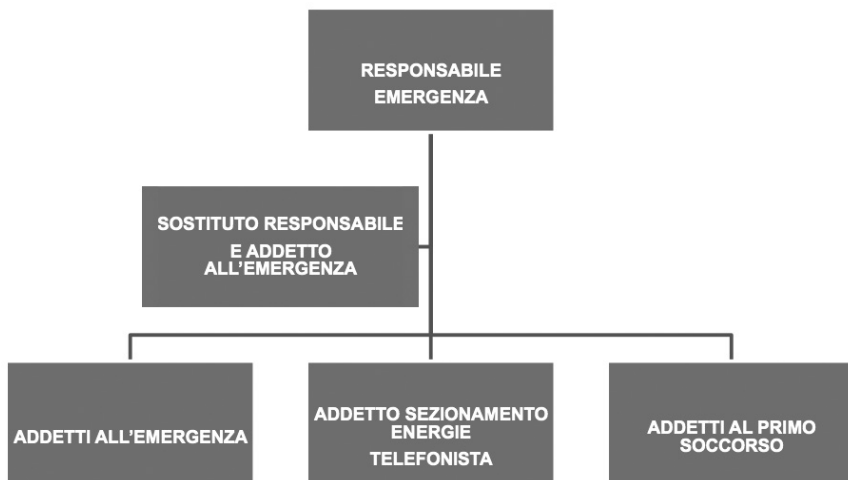 RESPONSABILE
EMERGENZA
SOSTITUTO RESPONSABILE
E ADDETTO
ALL'EMERGENZA
ADDETTI ALL'EMERGENZA
ADDETTO SEZIONAMENTO
ENERGIE
TELEFONISTA
ADDETTI AL PRIMO
SOCCORSO